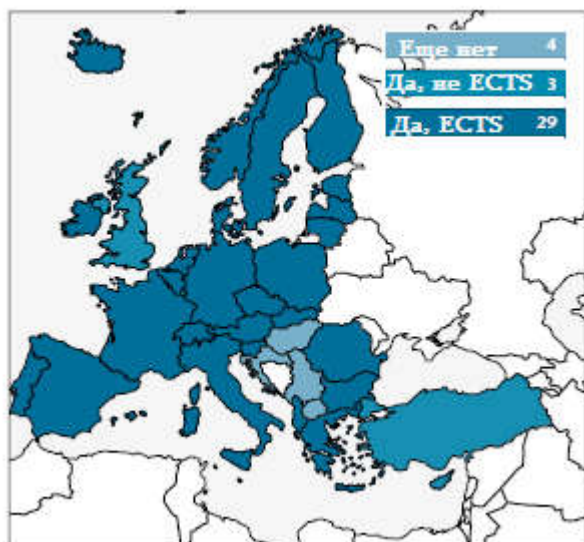 Еще нет 4
Да, не ECTS 3
Да, ECTS 29